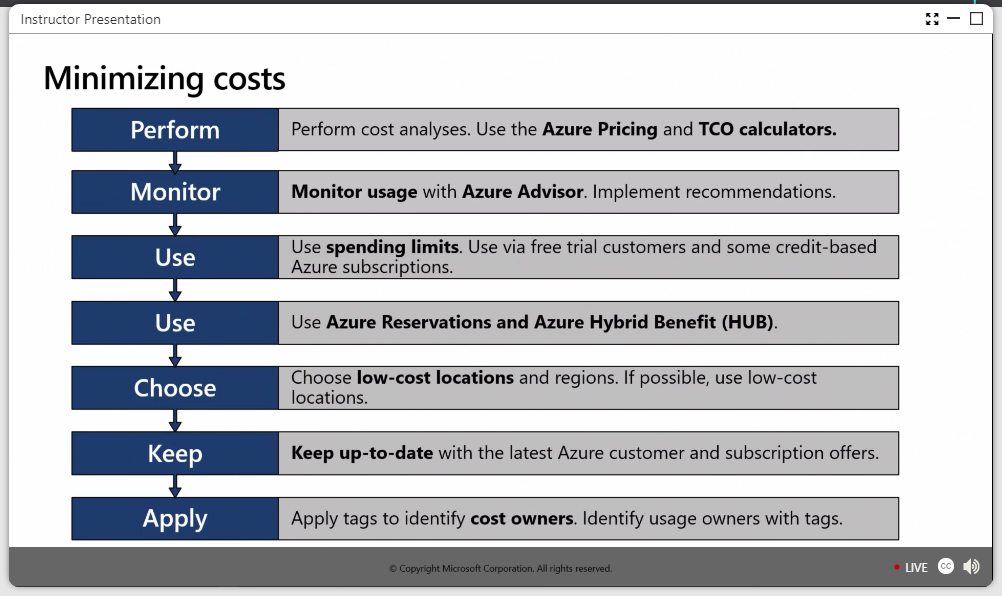 Instructor Presentation
Minimizing costs
Perform
Perform cost analyses. Use the Azure Pricing and TCO calculators.
Monitor
Monitor usage with Azure Advisor. Implement recommendations.
Use
Use spending limits. Use via free trial customers and some credit-based
Azure subscriptions.
Use
Use Azure Reservations and Azure Hybrid Benefit (HUB).
Choose
Choose low-cost locations and regions. If possible, use low-cost
locations.
Keep
Keep up-to-date with the latest Azure customer and subscription offers.
Apply
Apply tags to identify cost owners. Identify usage owners with tags.
© Copyright Microsoft Corporation. All rights reserved.
LIVE
CC